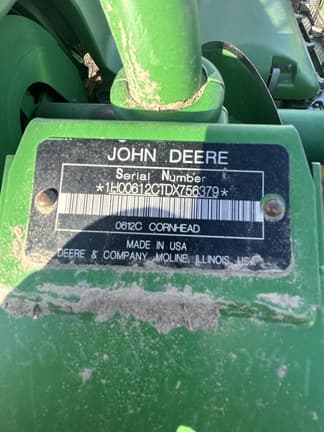 JOHN DEERE
Serial Number
*1H00612CTDX756379*
0612C CORNHEAD
MADE IN USA
DEERE & COMPANY, MOLINE, ILLINOIS, USA